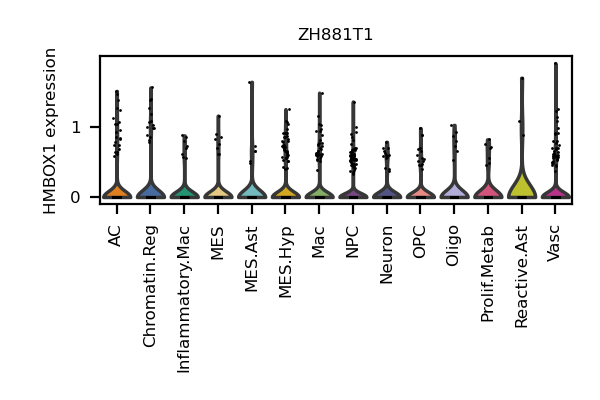 ZH881T1
HMBOX1 expression
1
0
AC
Chromatin.Reg
Inflammatory.Mac
MES
MES.Ast
MES.Hyp
Mac
NPC
Neuron
OPC
Oligo
Prolif.Metab
Reactive.Ast
Vasc